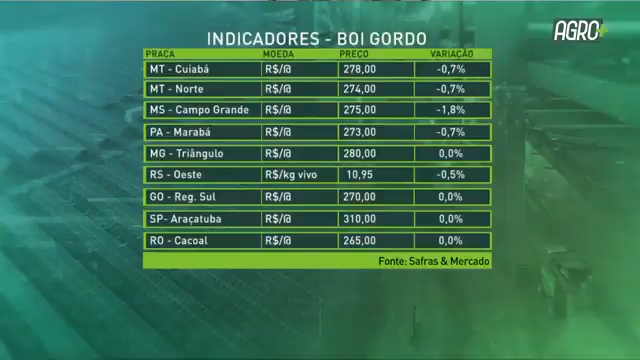 AGRO+
INDICADORES - BOI GORDO
PRAÇA MOEDA PREÇO VARIAÇÃO
MT - Cuiabá R$/@ 278,00 -0,7%
MT - Norte R$/@ 274,00 -0,7%
MS - Campo Grande R$/@ 275,00 -1,8%
PA - Marabá R$/@ 273,00 -0,7%
MG - Triângulo R$/@ 280,00 0,0%
RS - Oeste R$/kg vivo 10,95 -0,5%
GO - Reg. Sul R$/@ 270,00 0,0%
SP- Araçatuba R$/@ 310,00 0,0%
RO - Cacoal R$/@ 265,00 0,0%
Fonte: Safras & Mercado